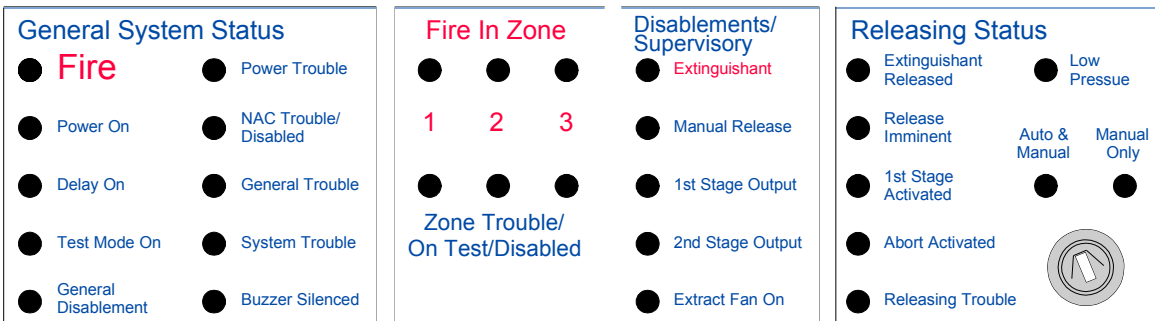 General System Status
Fire
Power On
Delay On
Test Mode On
General
Disablement
Power Trouble
NAC Trouble/
Disabled
General Trouble
System Trouble
Buzzer Silenced
Fire In Zone
1 2 3
Zone Trouble/
On Test/Disabled
Disablements/
Supervisory
Extinguishant
Manual Release
1st Stage Output
2nd Stage Output
Extract Fan On
Releasing Status
Extinguishant
Released
Release
Imminent
1st Stage
Activated
Abort Activated
Releasing Trouble
Low
Pressue
Auto &
Manual
Manual
Only